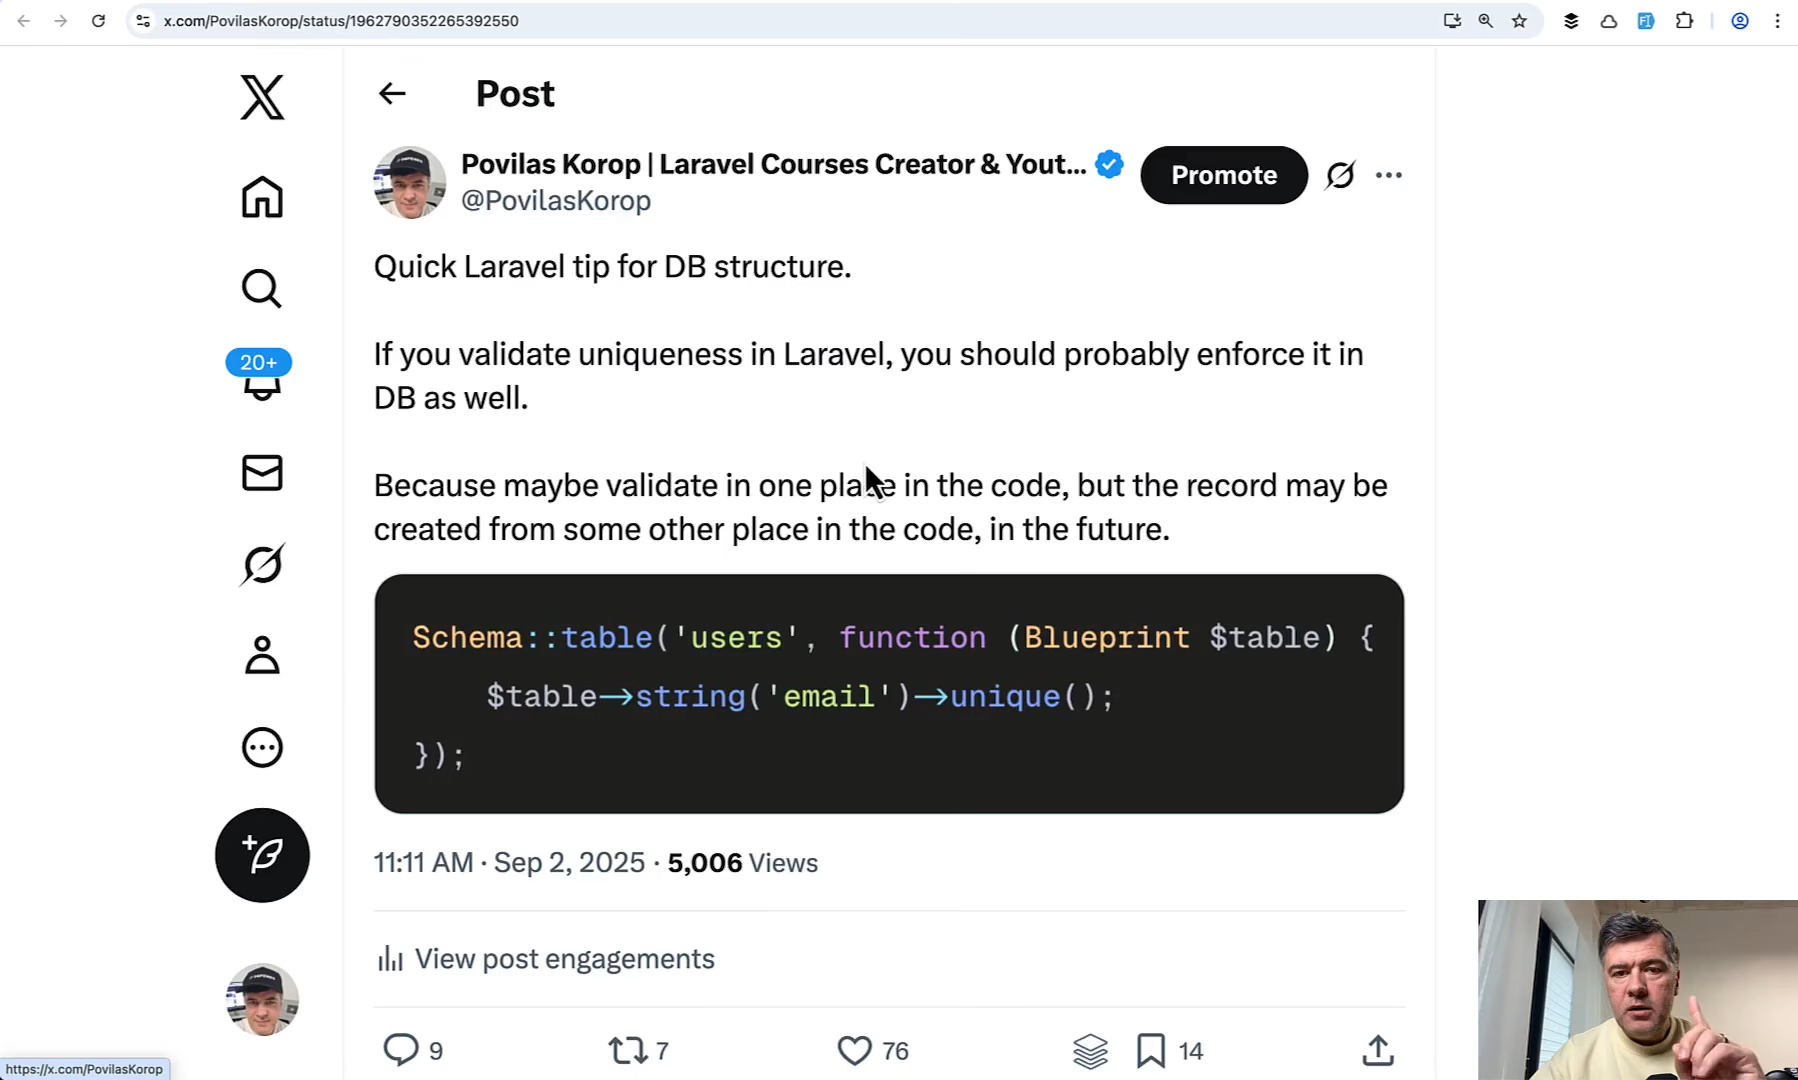 x.com/PovilasKorop/status/1962790352265392550
Post
Povilas Korop | Laravel Courses Creator & Yout...
@PovilasKorop
Promote
Quick Laravel tip for DB structure.
If you validate uniqueness in Laravel, you should probably enforce it in
DB as well.
20+
Because maybe validate in one place in the code, but the record may be
created from some other place in the code, in the future.
Schema::table('users', function (Blueprint $table) {
$table->string('email')->unique();
});
11:11 AM · Sep 2, 2025 · 5,006 Views
View post engagements
9
7
76
14
https://x.com/PovilasKorop